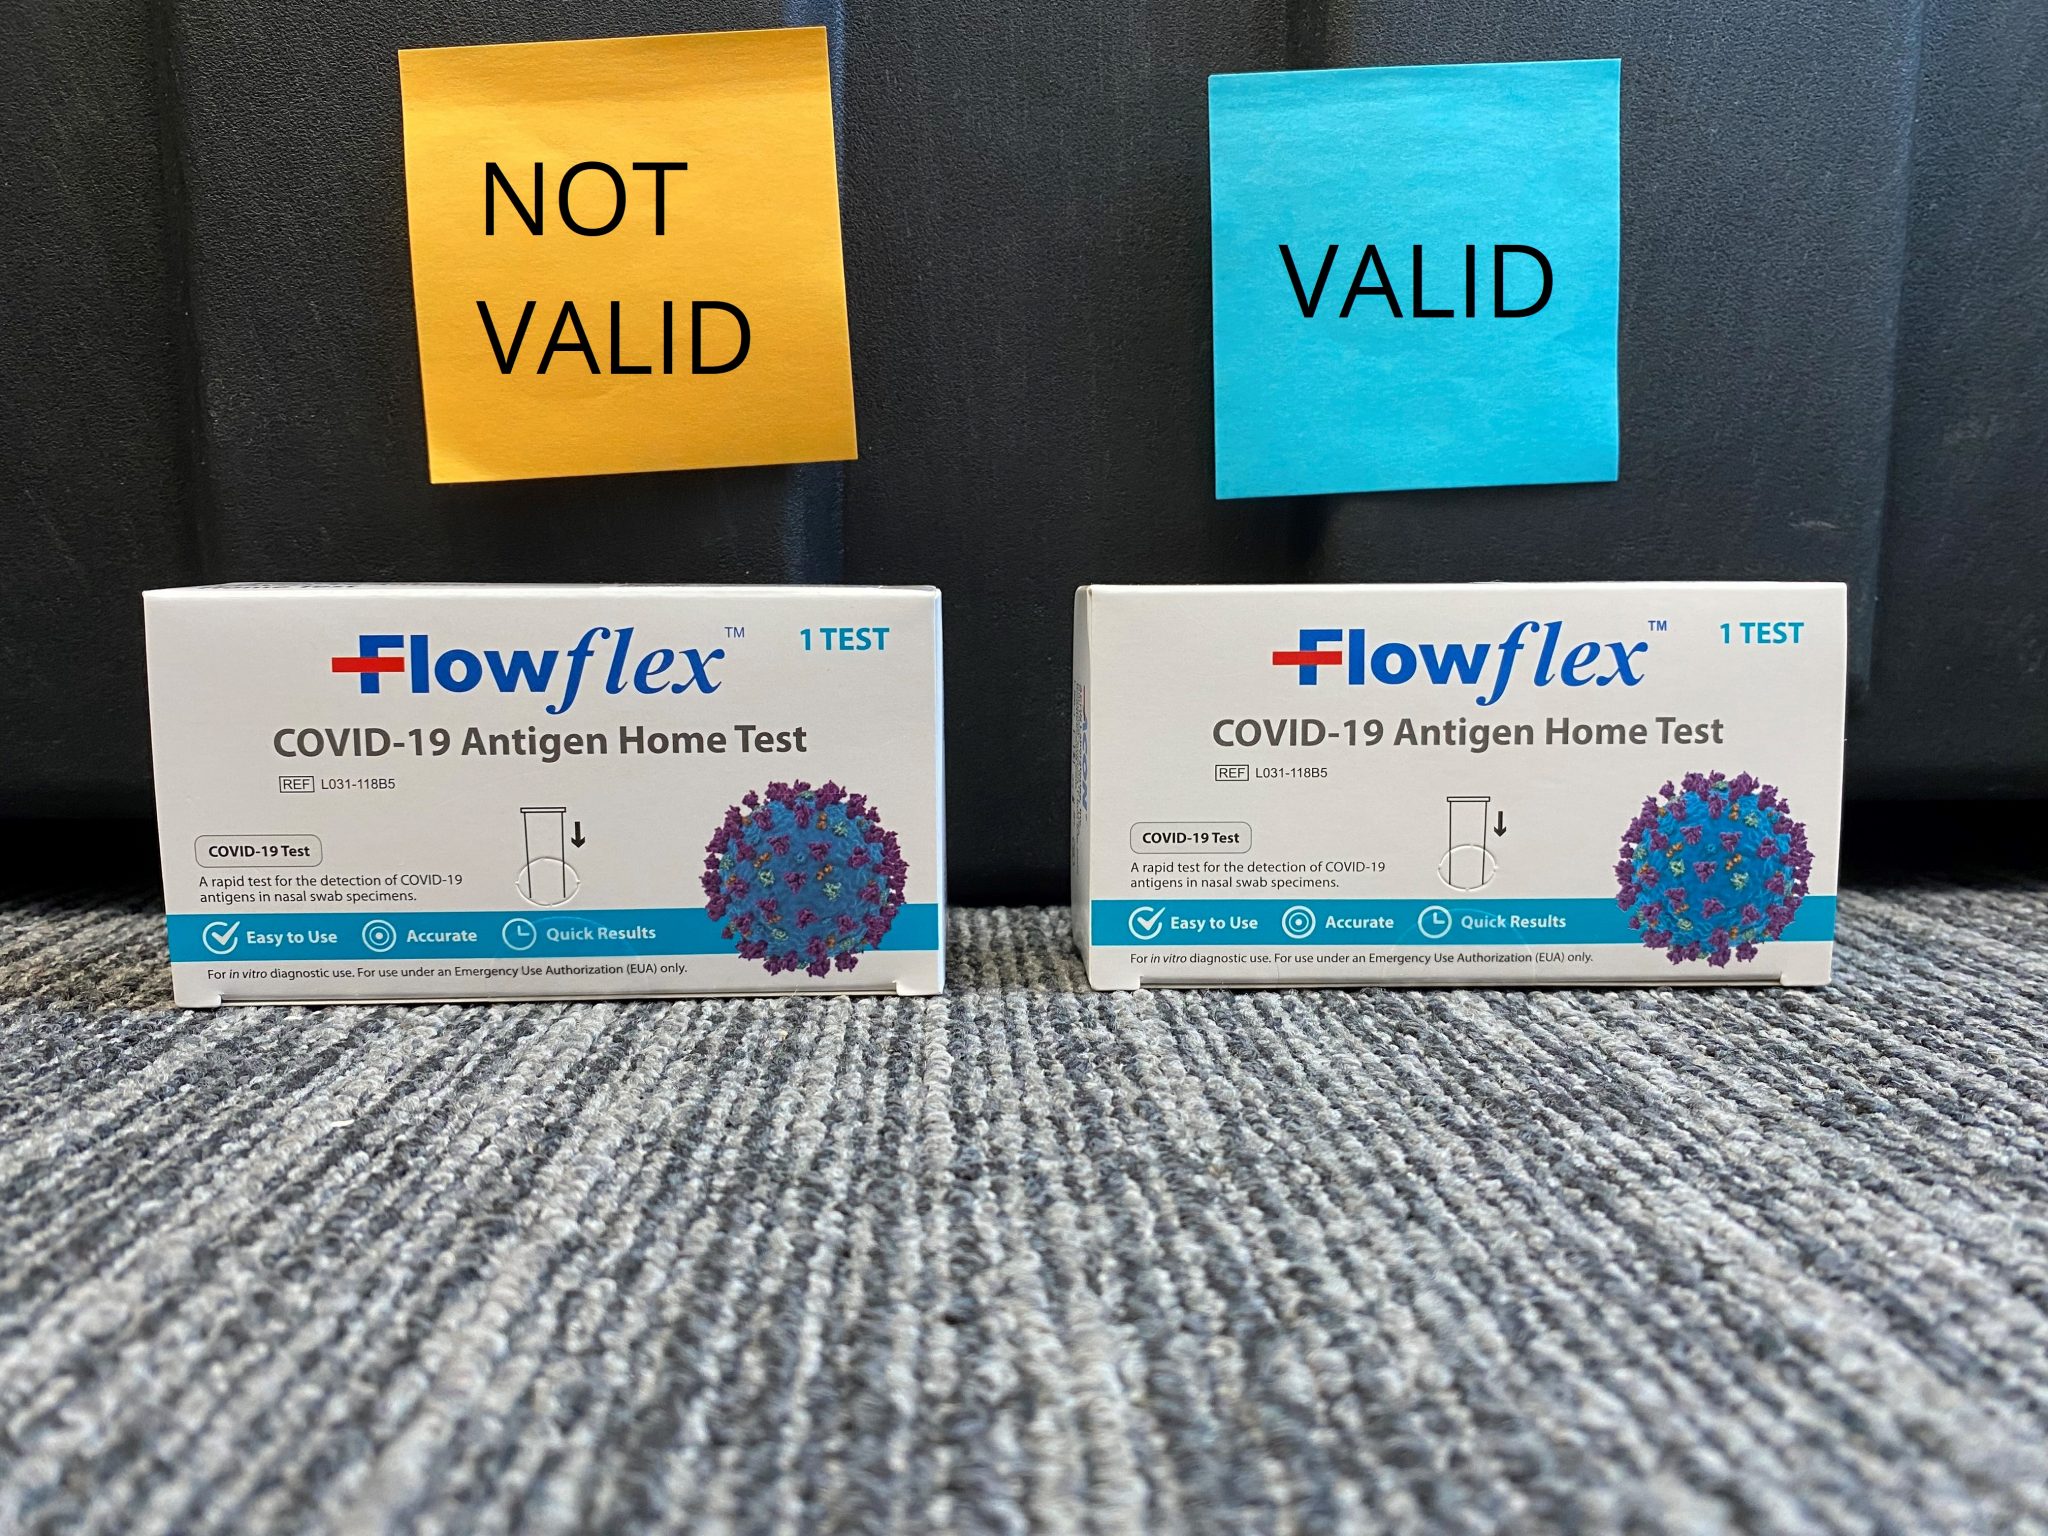 NOT
VALID
VALID
Flowflex™
1 TEST
COVID-19 Antigen Home Test
REF L031-118B5
COVID-19 Test
A rapid test for the detection of COVID-19
antigens in nasal swab specimens.
Easy to Use Accurate Quick Results
For in vitro diagnostic use. For use under an Emergency Use Authorization (EUA) only.
Flowflex™
1 TEST
COVID-19 Antigen Home Test
REF L031-118B5
COVID-19 Test
A rapid test for the detection of COVID-19
antigens in nasal swab specimens.
Easy to Use Accurate Quick Results
For in vitro diagnostic use. For use under an Emergency Use Authorization (EUA) only.